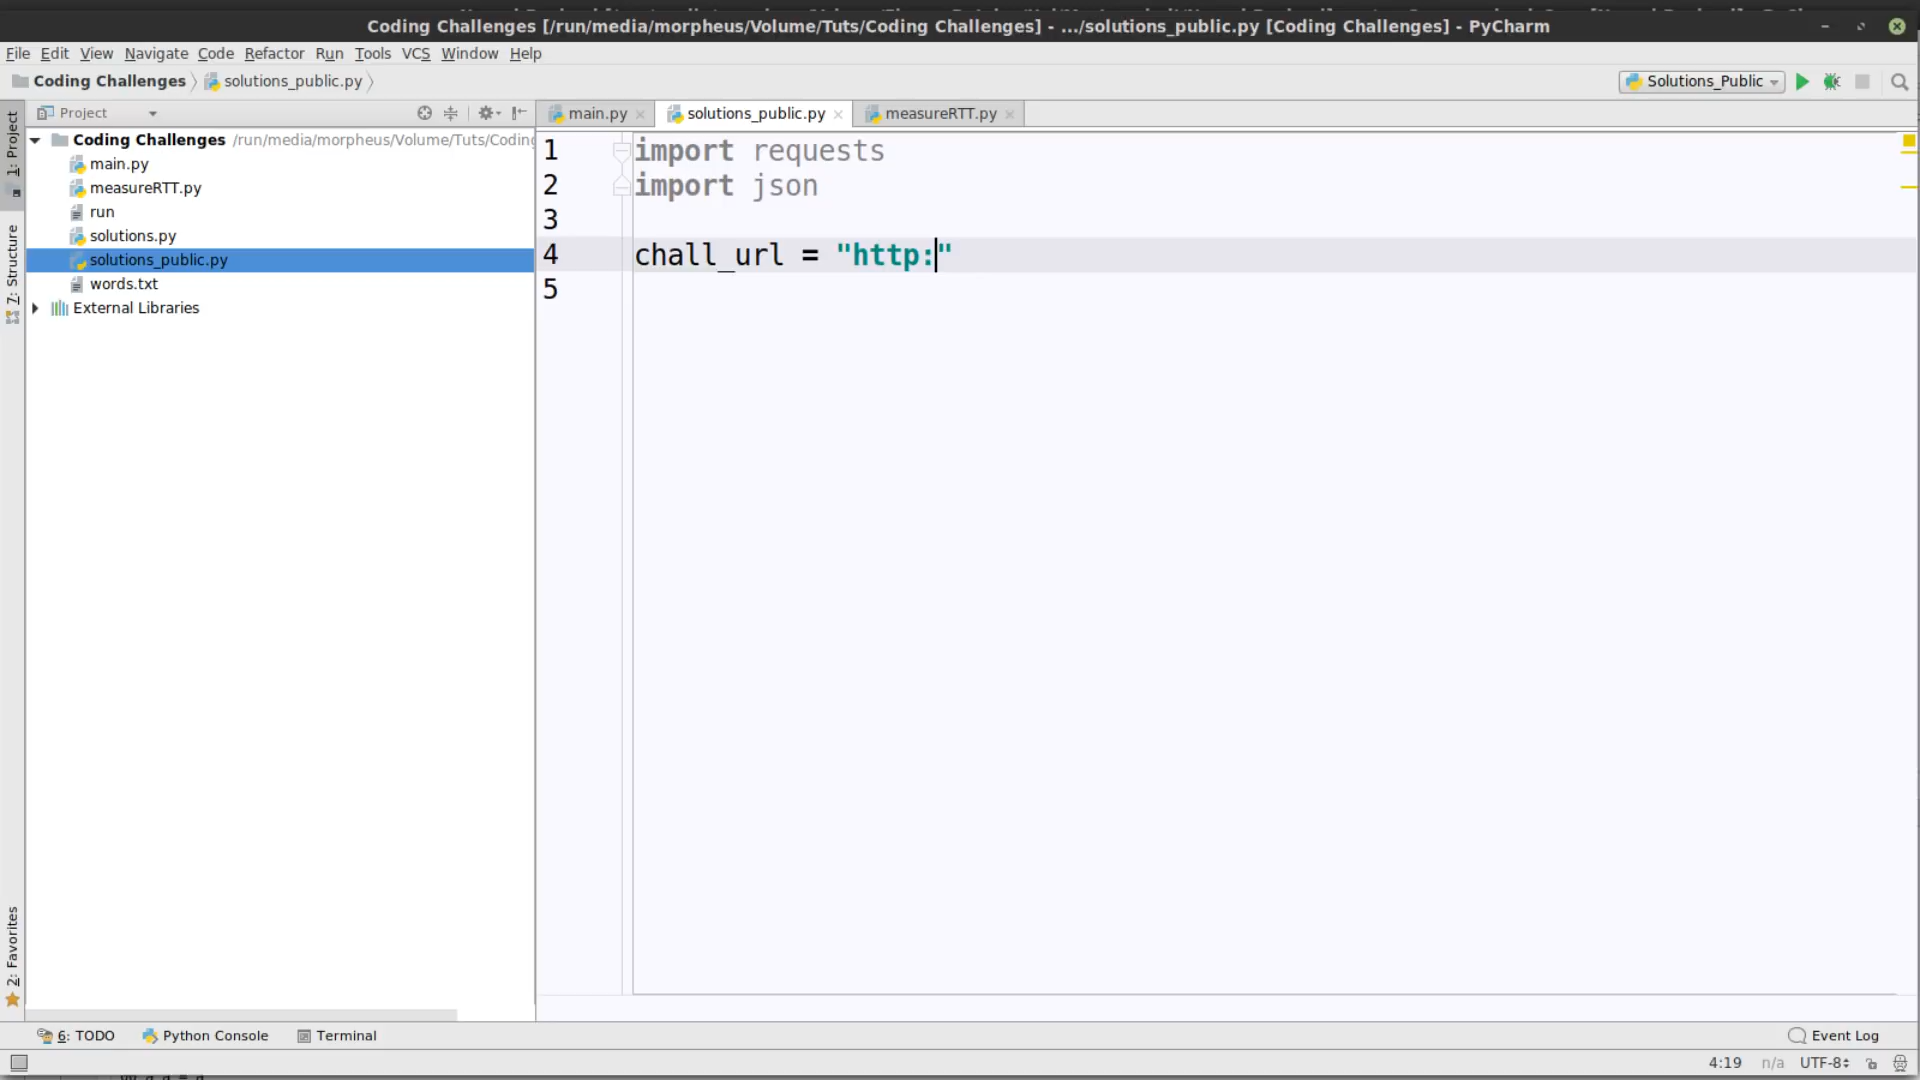 Coding Challenges [/run/media/morpheus/Volume/Tuts/Coding Challenges] - .../solutions_public.py [Coding Challenges] - PyCharm
File Edit View Navigate Code Refactor Run Tools VCS Window Help
Coding Challenges solutions_public.py Solutions_Public
Project main.py solutions_public.py measureRTT.py
1: Project
7: Structure
2: Favorites
Coding Challenges /run/media/morpheus/Volume/Tuts/Coding
main.py
measureRTT.py
run
solutions.py
solutions_public.py
words.txt
External Libraries
1 import requests
2 import json
3
4 chall_url = "http:"
5
6: TODO Python Console Terminal Event Log
4:19 n/a UTF-8